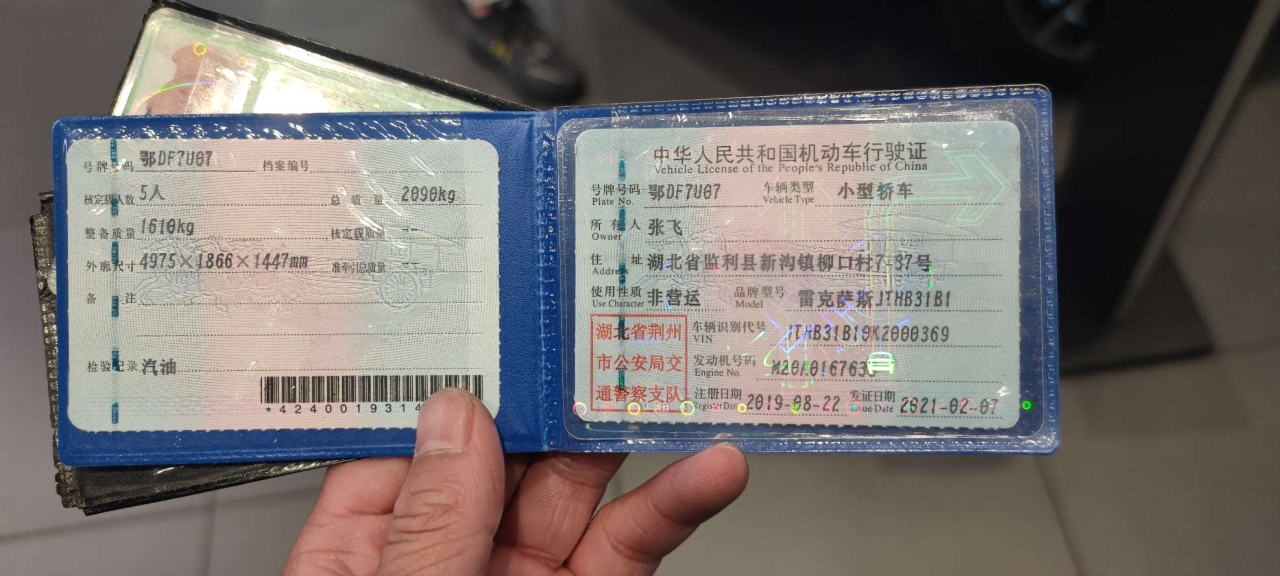 号牌号码 鄂DF7U07 档案编号
核定载人数 5人 总质量 2090kg
整备质量 1610kg 核定载质量 --
外廓尺寸 4975×1866×1447mm 准牵引总质量 --
备注
检验记录 汽油
*4240019314
中华人民共和国机动车行驶证
Vehicle License of the People's Republic of China
号牌号码 鄂DF7U07 车辆类型 小型轿车
Plate No. Vehicle Type
所有人 张飞
Owner
住址 湖北省监利县新沟镇柳口村7-37号
Address
使用性质 非营运 品牌型号 雷克萨斯JTHB31B1
Use Character Model
湖北省荆州
市公安局交
通警察支队
车辆识别代号 JTHB31B19K2000369
VIN
发动机号码 M20A0167633
Engine No.
注册日期 2019-08-22 发证日期 2021-02-07
Register Date Issue Date